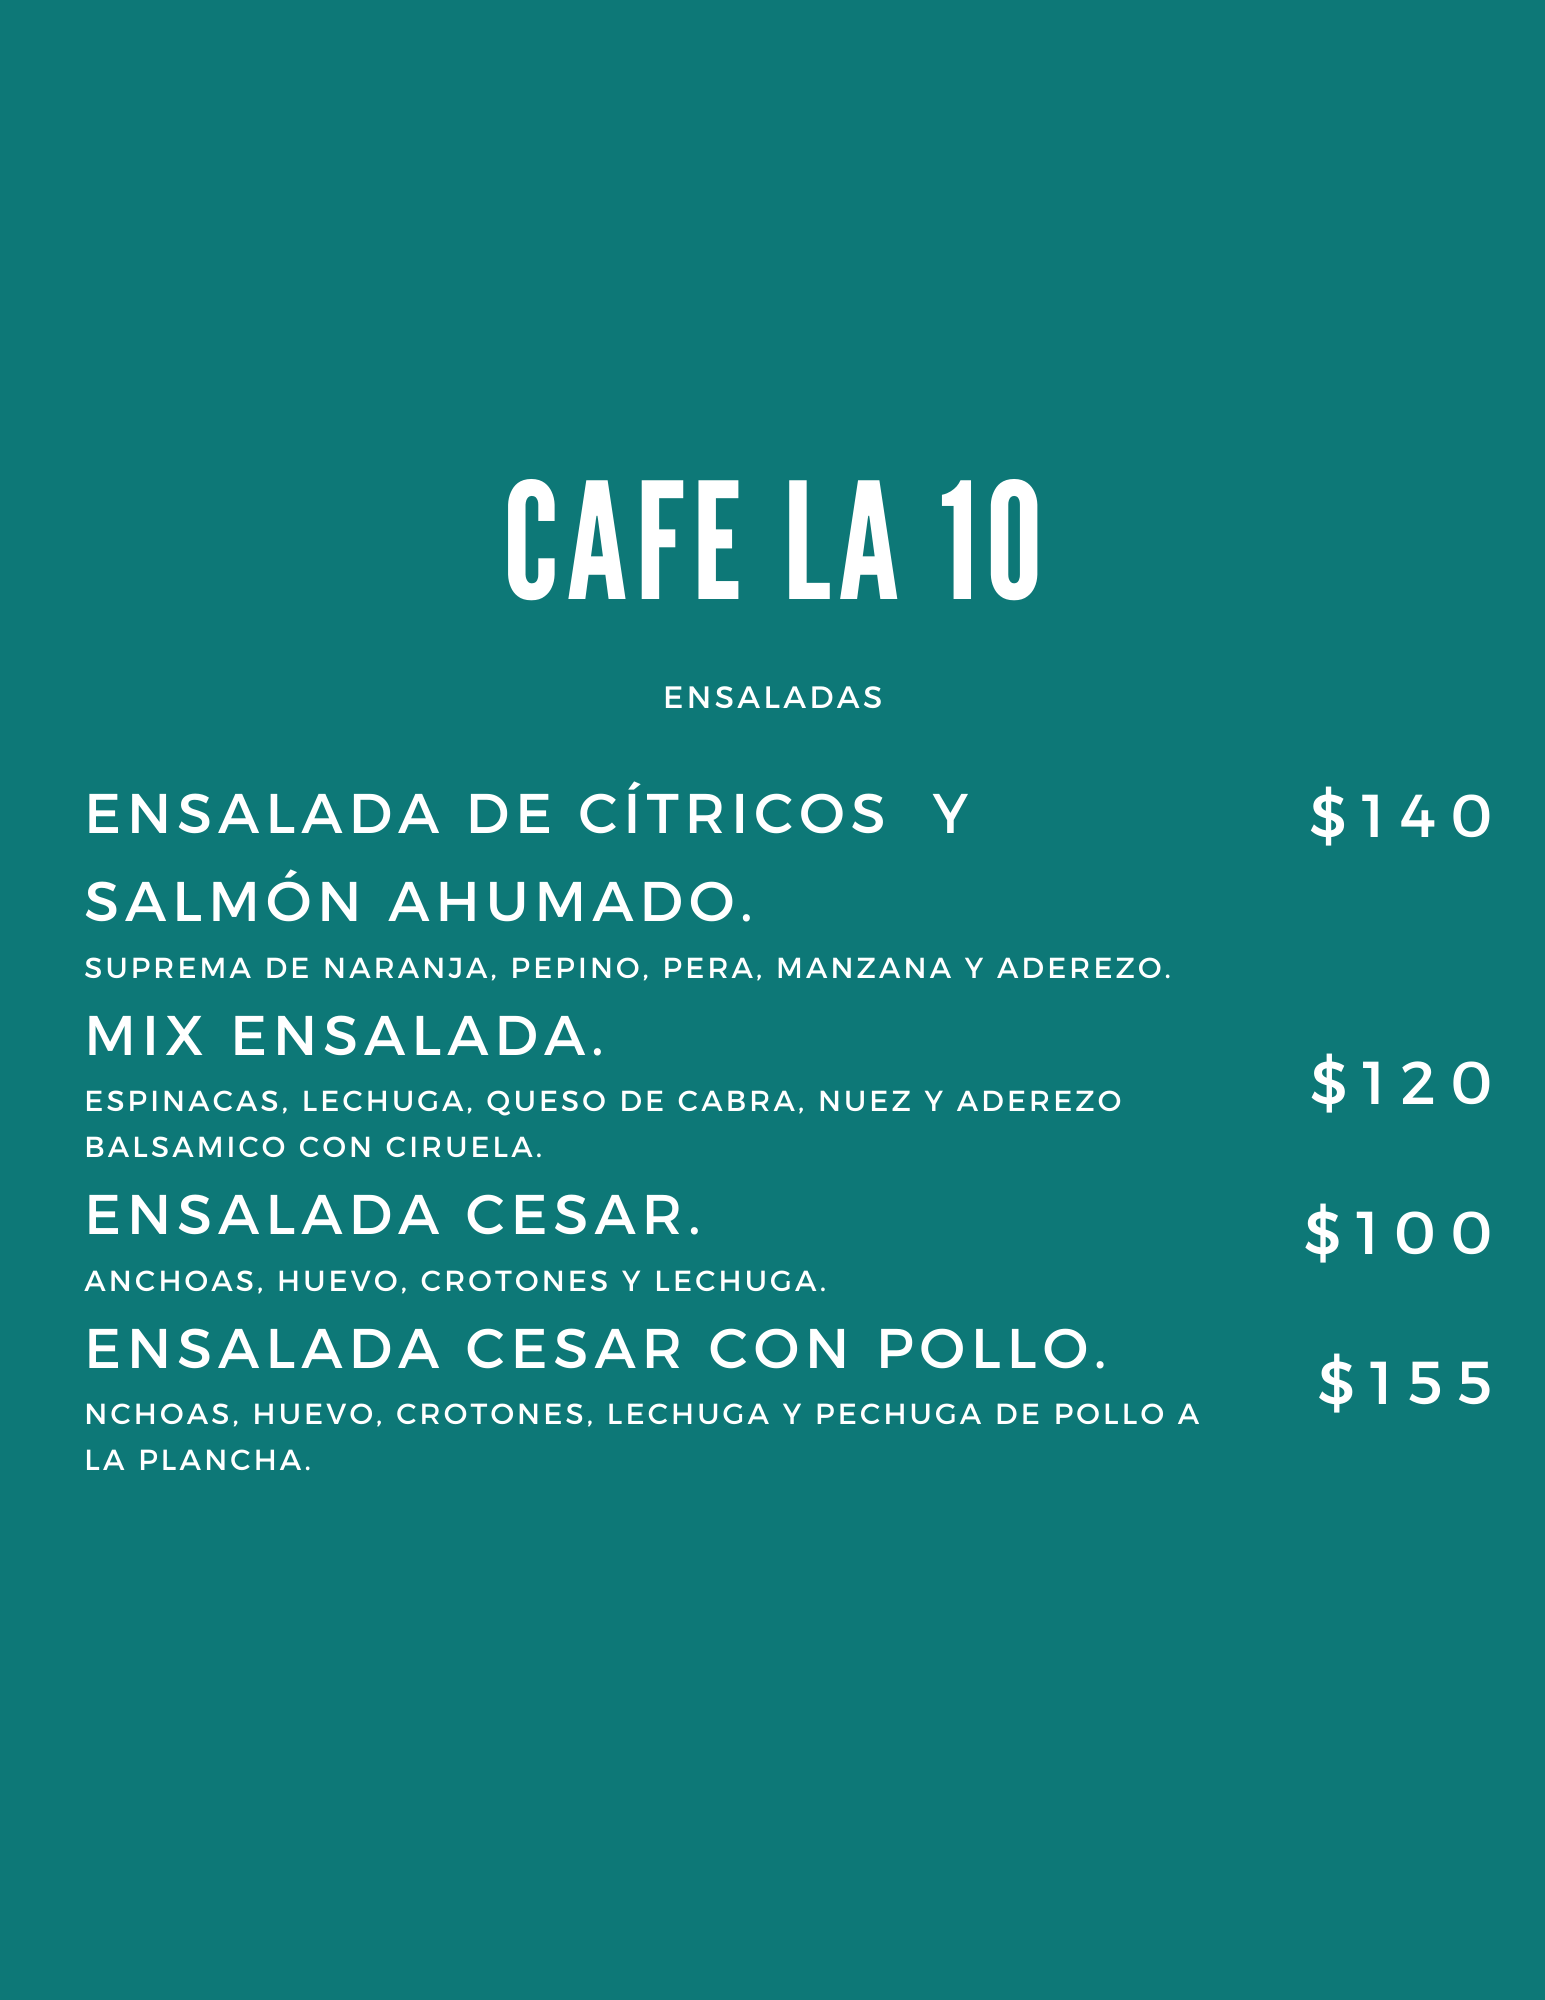 CAFE LA 10
ENSALADAS
ENSALADA DE CÍTRICOS Y $140
SALMÓN AHUMADO.
SUPREMA DE NARANJA, PEPINO, PERA, MANZANA Y ADEREZO.
MIX ENSALADA. $120
ESPINACAS, LECHUGA, QUESO DE CABRA, NUEZ Y ADEREZO
BALSAMICO CON CIRUELA.
ENSALADA CESAR. $100
ANCHOAS, HUEVO, CROTONES Y LECHUGA.
ENSALADA CESAR CON POLLO. $155
NCHOAS, HUEVO, CROTONES, LECHUGA Y PECHUGA DE POLLO A
LA PLANCHA.